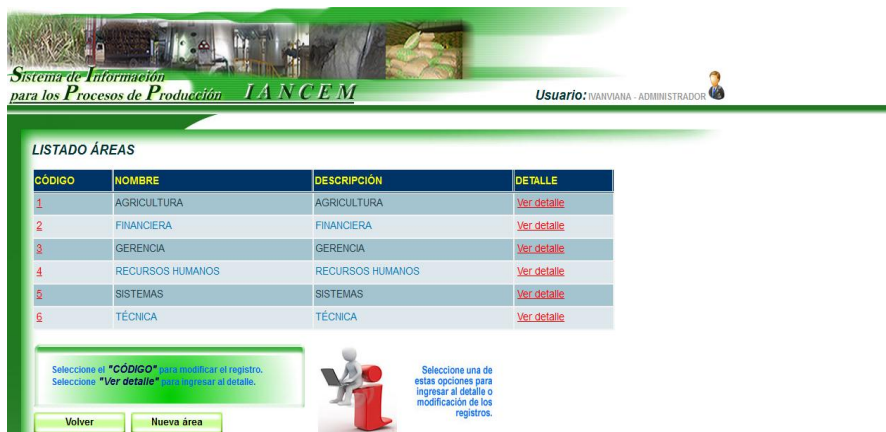 Sistema de Información
para los Procesos de Producción IANCEM
Usuario: IVANVIANA - ADMINISTRADOR
LISTADO ÁREAS
CÓDIGO NOMBRE DESCRIPCIÓN DETALLE
1 AGRICULTURA AGRICULTURA Ver detalle
2 FINANCIERA FINANCIERA Ver detalle
3 GERENCIA GERENCIA Ver detalle
4 RECURSOS HUMANOS RECURSOS HUMANOS Ver detalle
5 SISTEMAS SISTEMAS Ver detalle
6 TÉCNICA TÉCNICA Ver detalle
Seleccione el "CÓDIGO" para modificar el registro.
Seleccione "Ver detalle" para ingresar al detalle.
Seleccione una de
estas opciones para
ingresar al detalle o
modificación de los
registros.
Volver Nueva área